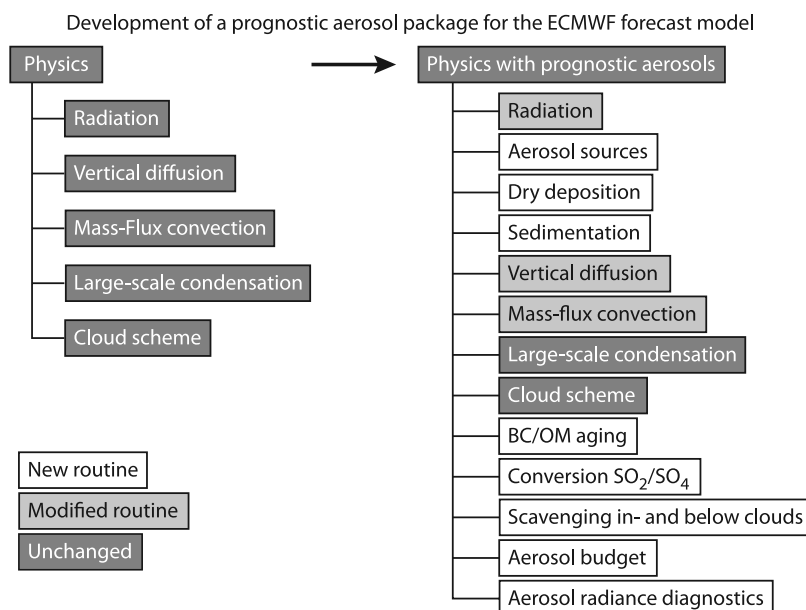 Development of a prognostic aerosol package for the ECMWF forecast model
Physics
Radiation
Vertical diffusion
Mass-Flux convection
Large-scale condensation
Cloud scheme
New routine
Modified routine
Unchanged
Physics with prognostic aerosols
Radiation
Aerosol sources
Dry deposition
Sedimentation
Vertical diffusion
Mass-flux convection
Large-scale condensation
Cloud scheme
BC/OM aging
Conversion SO₂/SO₄
Scavenging in- and below clouds
Aerosol budget
Aerosol radiance diagnostics